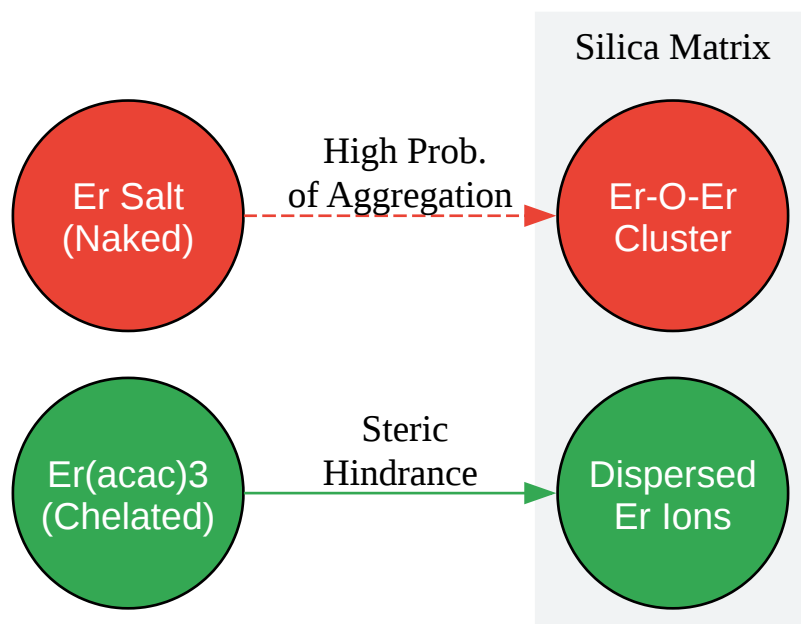 Silica Matrix
Er Salt
(Naked)
High Prob.
of Aggregation
Er-O-Er
Cluster
Er(acac)3
(Chelated)
Steric
Hindrance
Dispersed
Er Ions